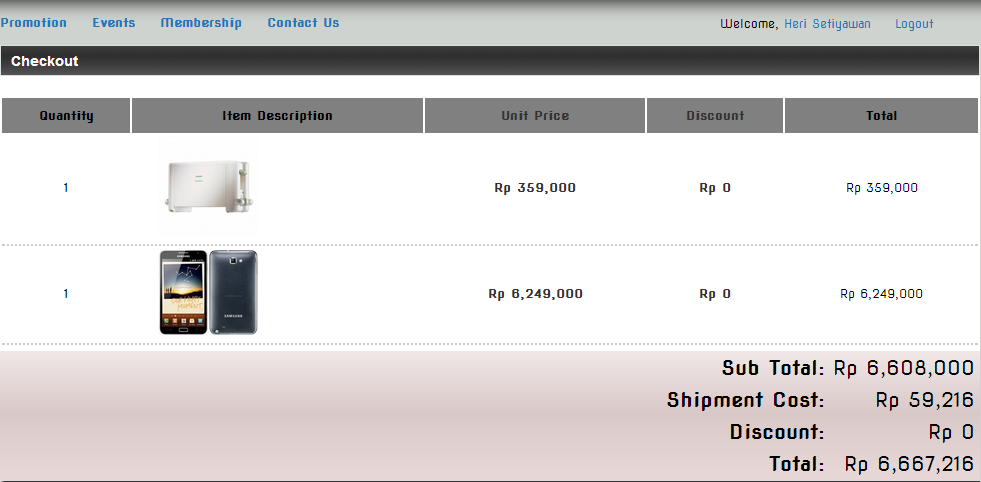 Promotion Events Membership Contact Us Welcome, Heri Setiyawan Logout
Checkout
Quantity Item Description Unit Price Discount Total
1 Rp 359,000 Rp 0 Rp 359,000
SAMSUNG
1 Rp 6,249,000 Rp 0 Rp 6,249,000
SAMSUNG
Sub Total: Rp 6,608,000
Shipment Cost: Rp 59,216
Discount: Rp 0
Total: Rp 6,667,216